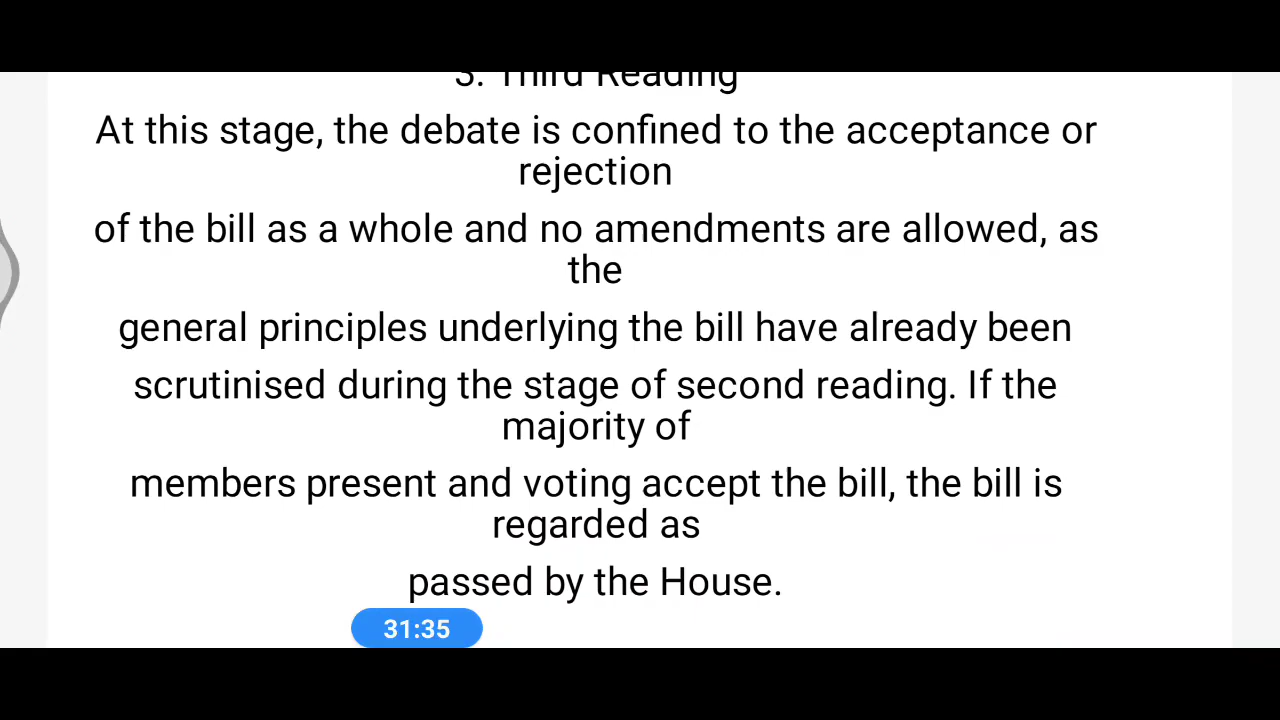 3. Third Reading
At this stage, the debate is confined to the acceptance or
rejection
of the bill as a whole and no amendments are allowed, as
the
general principles underlying the bill have already been
scrutinised during the stage of second reading. If the
majority of
members present and voting accept the bill, the bill is
regarded as
passed by the House.
31:35